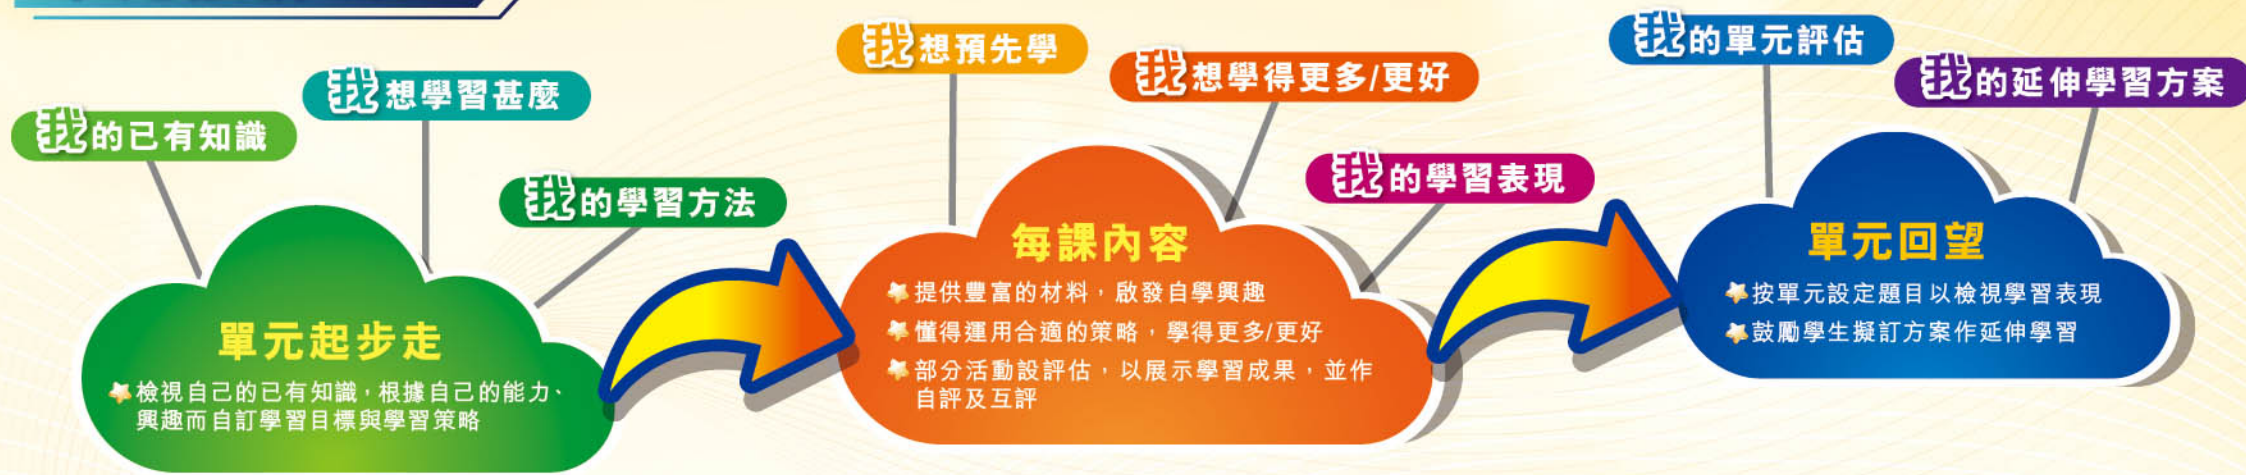 我的已有知識
我想學習甚麼
我的學習方法
單元起步走
檢視自己的已有知識，根據自己的能力、
興趣而自訂學習目標與學習策略
我想預先學
我想學得更多/更好
我的學習表現
每課內容
提供豐富的材料，啟發自學興趣
懂得運用合適的策略，學得更多/更好
部分活動設評估，以展示學習成果，並作
自評及互評
我的單元評估
我的延伸學習方案
單元回望
按單元設定題目以檢視學習表現
鼓勵學生擬訂方案作延伸學習